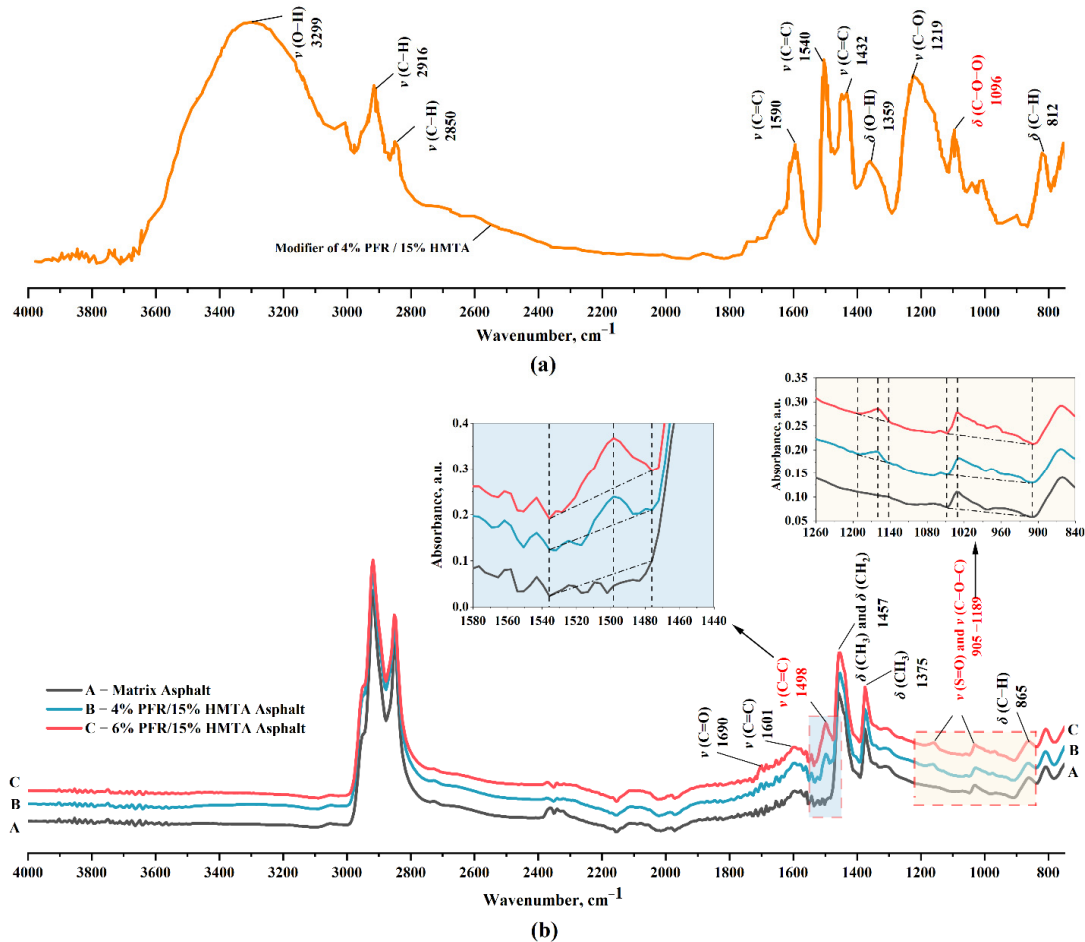 ν (O−H)
3299
ν (C−H)
2916
ν (C−H)
2850
ν (C=C)
1590
ν (C=C)
1540
ν (C=C)
1432
δ (O−H)
1359
ν (C−O)
1219
δ (C−O−O)
1096
δ (C−H)
812
Modifier of 4% PFR / 15% HMTA
4000 3800 3600 3400 3200 3000 2800 2600 2400 2200 2000 1800 1600 1400 1200 1000 800
Wavenumber, cm−1
(a)
0.4
0.3
0.2
0.1
0.0
Absorbance, a.u.
1580 1560 1540 1520 1500 1480 1460 1440
0.35
0.30
0.25
0.20
0.15
0.10
0.05
Absorbance, a.u.
1260 1200 1140 1080 1020 960 900 840
A − Matrix Asphalt
B − 4% PFR/15% HMTA Asphalt
C − 6% PFR/15% HMTA Asphalt
ν (C=O)
1690
ν (C=C)
1601
ν (C=C)
1498
δ (CH3) and δ (CH2)
1457
δ (CH3)
1375
ν (S=O) and ν (C−O−C)
905 −1189
δ (C−H)
865
C
B
A
C
B
A
4000 3800 3600 3400 3200 3000 2800 2600 2400 2200 2000 1800 1600 1400 1200 1000 800
Wavenumber, cm−1
(b)